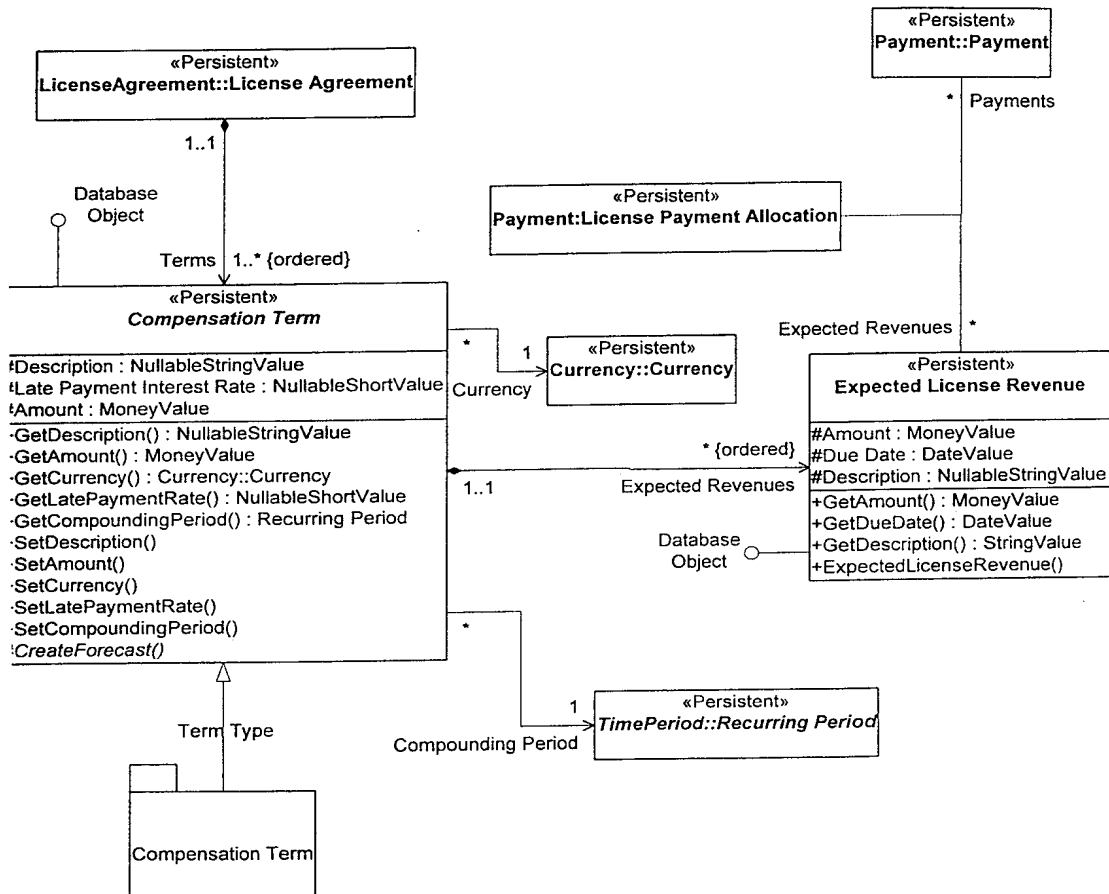 «Persistent»
Payment::Payment
«Persistent»
LicenseAgreement::License Agreement
* Payments
1..1
Database
Object
«Persistent»
Payment:License Payment Allocation
Terms 1..* {ordered}
«Persistent»
Compensation Term
#Description : NullableStringValue
#Late Payment Interest Rate : NullableShortValue
#Amount : MoneyValue
GetDescription() : NullableStringValue
GetAmount() : MoneyValue
GetCurrency() : Currency::Currency
GetLatePaymentRate() : NullableShortValue
GetCompoundingPeriod() : Recurring Period
SetDescription()
SetAmount()
SetCurrency()
SetLatePaymentRate()
SetCompoundingPeriod()
CreateForecast()
*
1
Currency
«Persistent»
Currency::Currency
Expected Revenues *
«Persistent»
Expected License Revenue
#Amount : MoneyValue
#Due Date : DateValue
#Description : NullableStringValue
+GetAmount() : MoneyValue
+GetDueDate() : DateValue
+GetDescription() : StringValue
+ExpectedLicenseRevenue()
* {ordered}
1..1
Expected Revenues
Database
Object
*
1
Compounding Period
«Persistent»
TimePeriod::Recurring Period
Term Type
Compensation Term